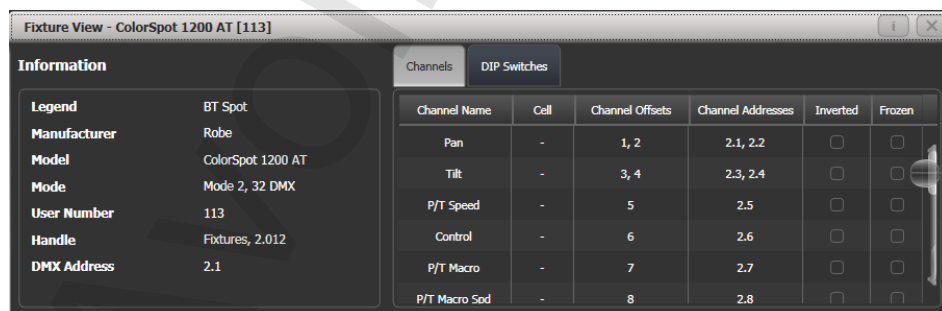 Fixture View - ColorSpot 1200 AT [113] i
Information
Legend BT Spot
Manufacturer Robe
Model ColorSpot 1200 AT
Mode Mode 2, 32 DMX
User Number 113
Handle Fixtures, 2.012
DMX Address 2.1
Channels DIP Switches
Channel Name Cell Channel Offsets Channel Addresses Inverted Frozen
Pan - 1, 2 2.1, 2.2
Tilt - 3, 4 2.3, 2.4
P/T Speed - 5 2.5
Control - 6 2.6
P/T Macro - 7 2.7
P/T Macro Spd - 8 2.8